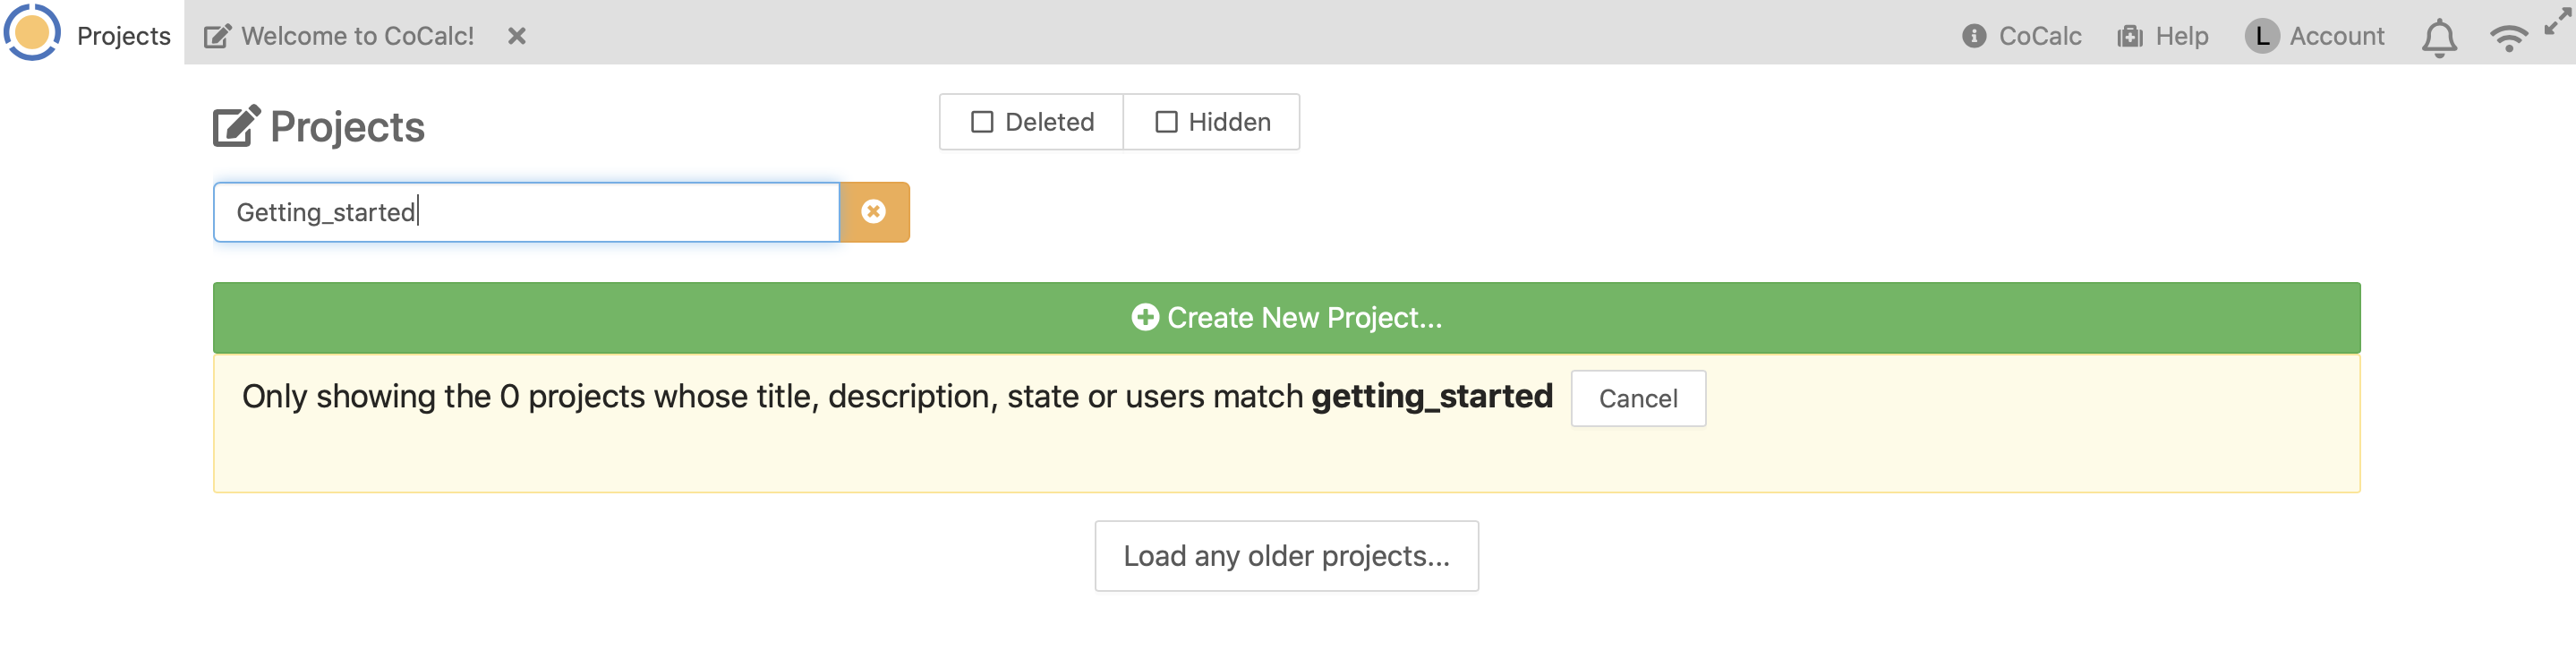 Projects Welcome to CoCalc! CoCalc Help L Account
Projects
Deleted Hidden
Getting_started
Create New Project...
Only showing the 0 projects whose title, description, state or users match getting_started Cancel
Load any older projects...